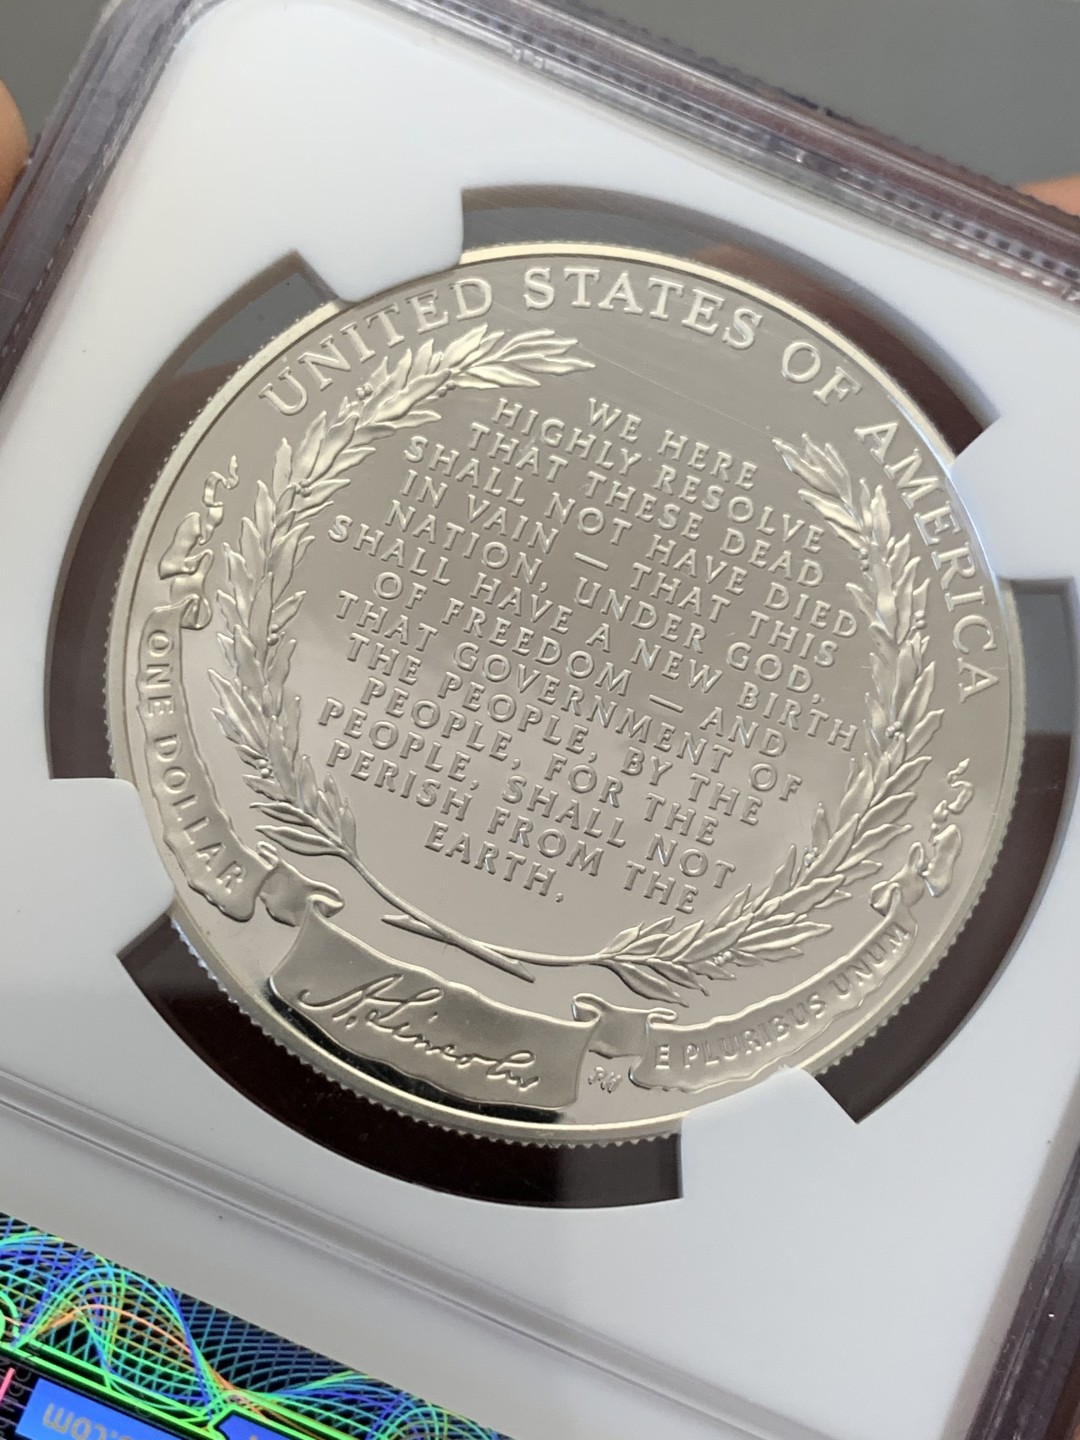 UNITED STATES OF AMERICA
WE HERE
HIGHLY RESOLVE
THAT THESE DEAD
SHALL NOT HAVE DIED
IN VAIN — THAT THIS
NATION, UNDER GOD,
SHALL HAVE A NEW BIRTH
OF FREEDOM — AND
THAT GOVERNMENT OF
THE PEOPLE, BY THE
PEOPLE, FOR THE
PEOPLE, SHALL NOT
PERISH FROM THE
EARTH.
ONE DOLLAR
A. Lincoln
PH
E PLURIBUS UNUM
.com